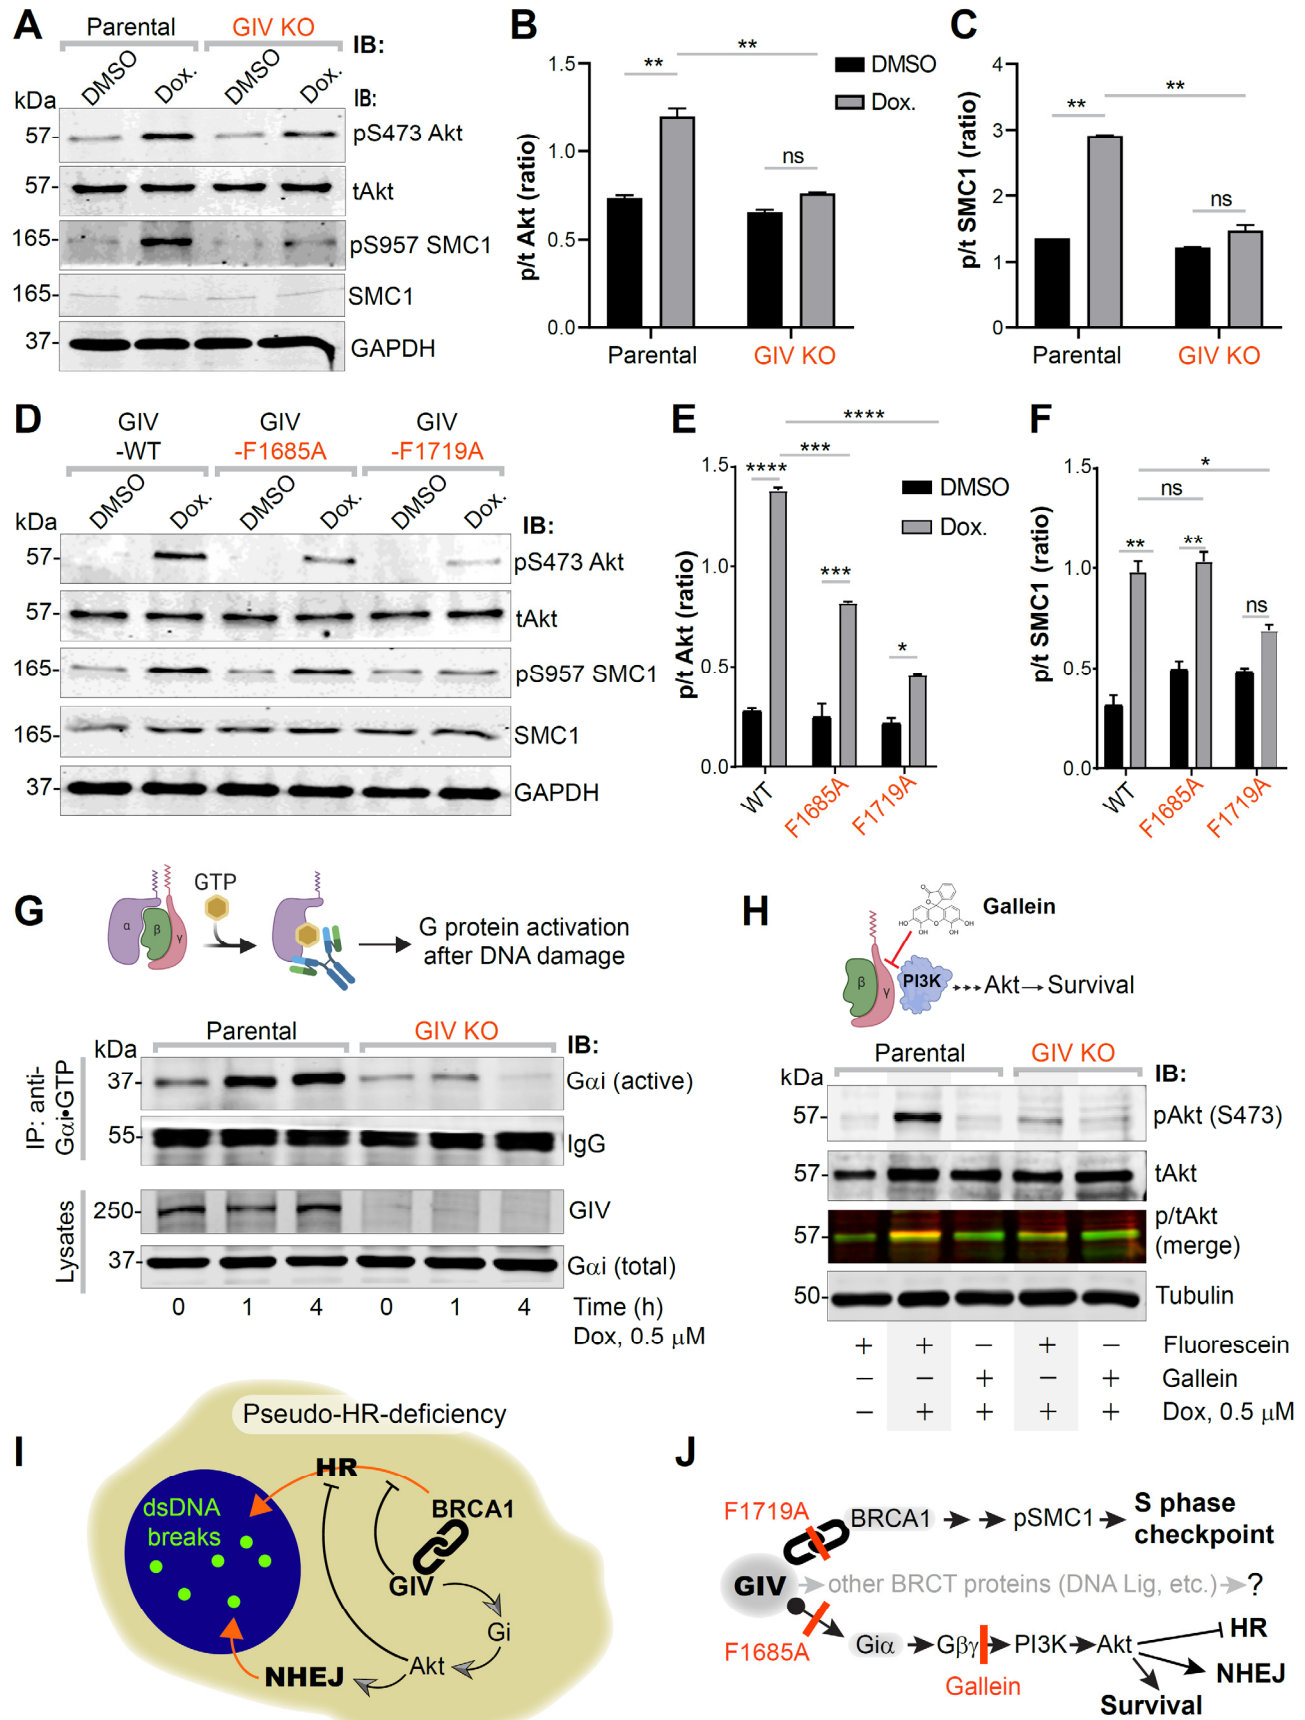 A
Parental GIV KO
IB:
DMSO Dox. DMSO Dox.
kDa IB:
57- pS473 Akt
57- tAkt
165- pS957 SMC1
165- SMC1
37- GAPDH
B
p/t Akt (ratio)
1.5
1.0
0.5
0.0
** **
ns
DMSO
Dox.
Parental GIV KO
C
p/t SMC1 (ratio)
4
3
2
1
0
** **
ns
Parental GIV KO
D
GIV GIV GIV
-WT -F1685A -F1719A
DMSO Dox. DMSO Dox. DMSO Dox.
kDa IB:
57- pS473 Akt
57- tAkt
165- pS957 SMC1
165- SMC1
37- GAPDH
E
p/t Akt (ratio)
1.5
1.0
0.5
0.0
****
***
****
***
*
DMSO
Dox.
WT F1685A F1719A
F
p/t SMC1 (ratio)
1.5
1.0
0.5
0.0
*
ns
** **
ns
WT F1685A F1719A
G
GTP
α β γ
G protein activation
after DNA damage
Parental GIV KO
kDa IB:
IP: anti-
Gαi•GTP
37- Gαi (active)
55- IgG
Lysates
250- GIV
37- Gαi (total)
0 1 4 0 1 4 Time (h)
Dox, 0.5 μM
H
Gallein
O
O
HO O OH
OH OH
β γ PI3K Akt Survival
Parental GIV KO
kDa IB:
57- pAkt (S473)
57- tAkt
57- p/tAkt
(merge)
50- Tubulin
+ + − + − Fluorescein
− − + − + Gallein
− + + + + Dox, 0.5 μM
I
Pseudo-HR-deficiency
HR
dsDNA
breaks
BRCA1
GIV
Gi
Akt
NHEJ
J
F1719A
BRCA1 pSMC1 S phase
checkpoint
GIV other BRCT proteins (DNA Lig, etc.) ?
F1685A
Giα Gβγ PI3K Akt
Gallein
HR
NHEJ
Survival